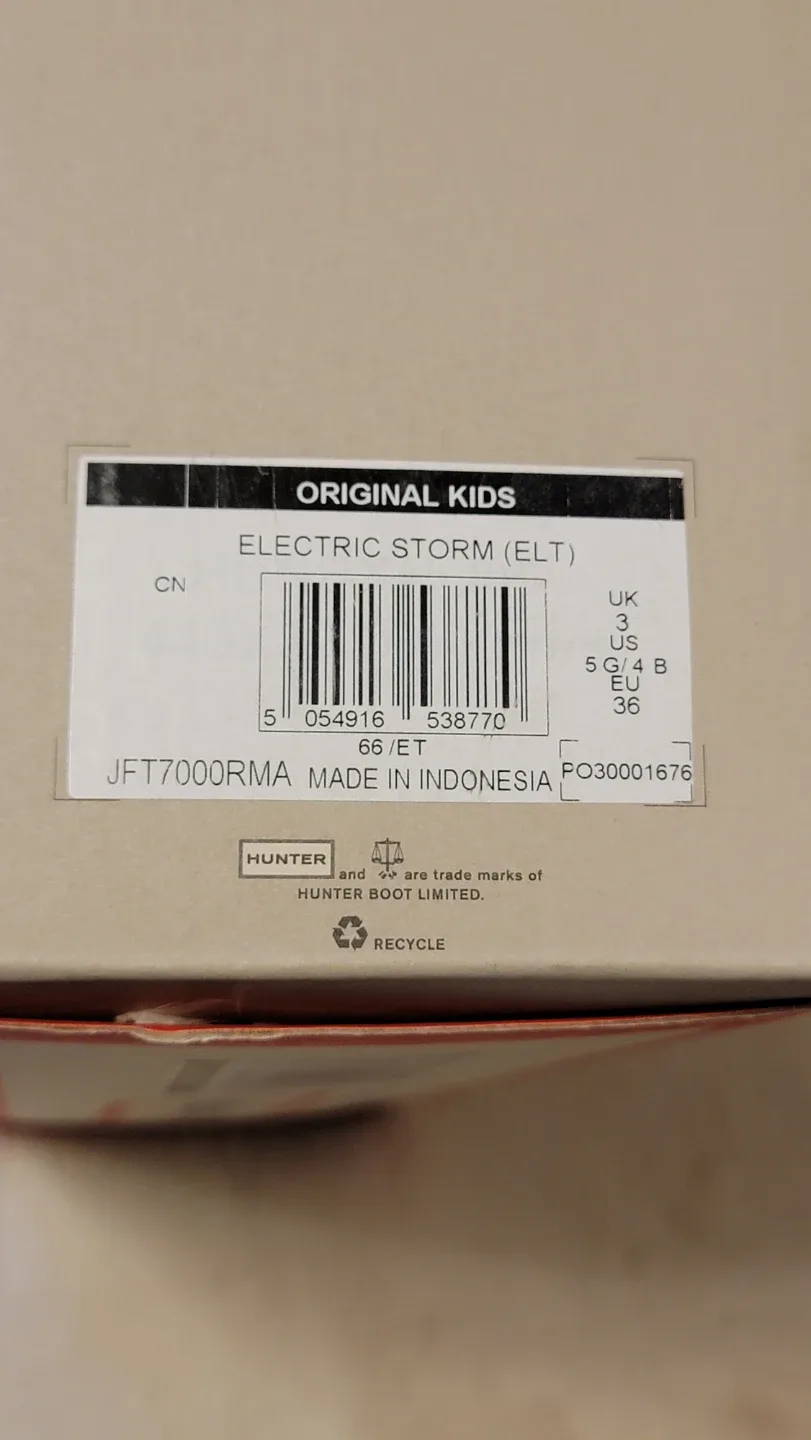 ORIGINAL KIDS
ELECTRIC STORM (ELT)
CN
UK
3
US
5 G/ 4 B
EU
36
5 054916 538770
66 /ET
JFT7000RMA MADE IN INDONESIA PO30001676
HUNTER and are trade marks of
HUNTER BOOT LIMITED.
RECYCLE